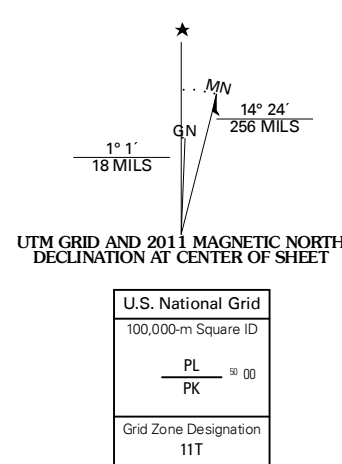 ★
MN
14° 24´
256 MILS
GN
1° 1´
18 MILS
UTM GRID AND 2011 MAGNETIC NORTH
DECLINATION AT CENTER OF SHEET
U.S. National Grid
100,000-m Square ID
PL
50 00
PK
Grid Zone Designation
11T